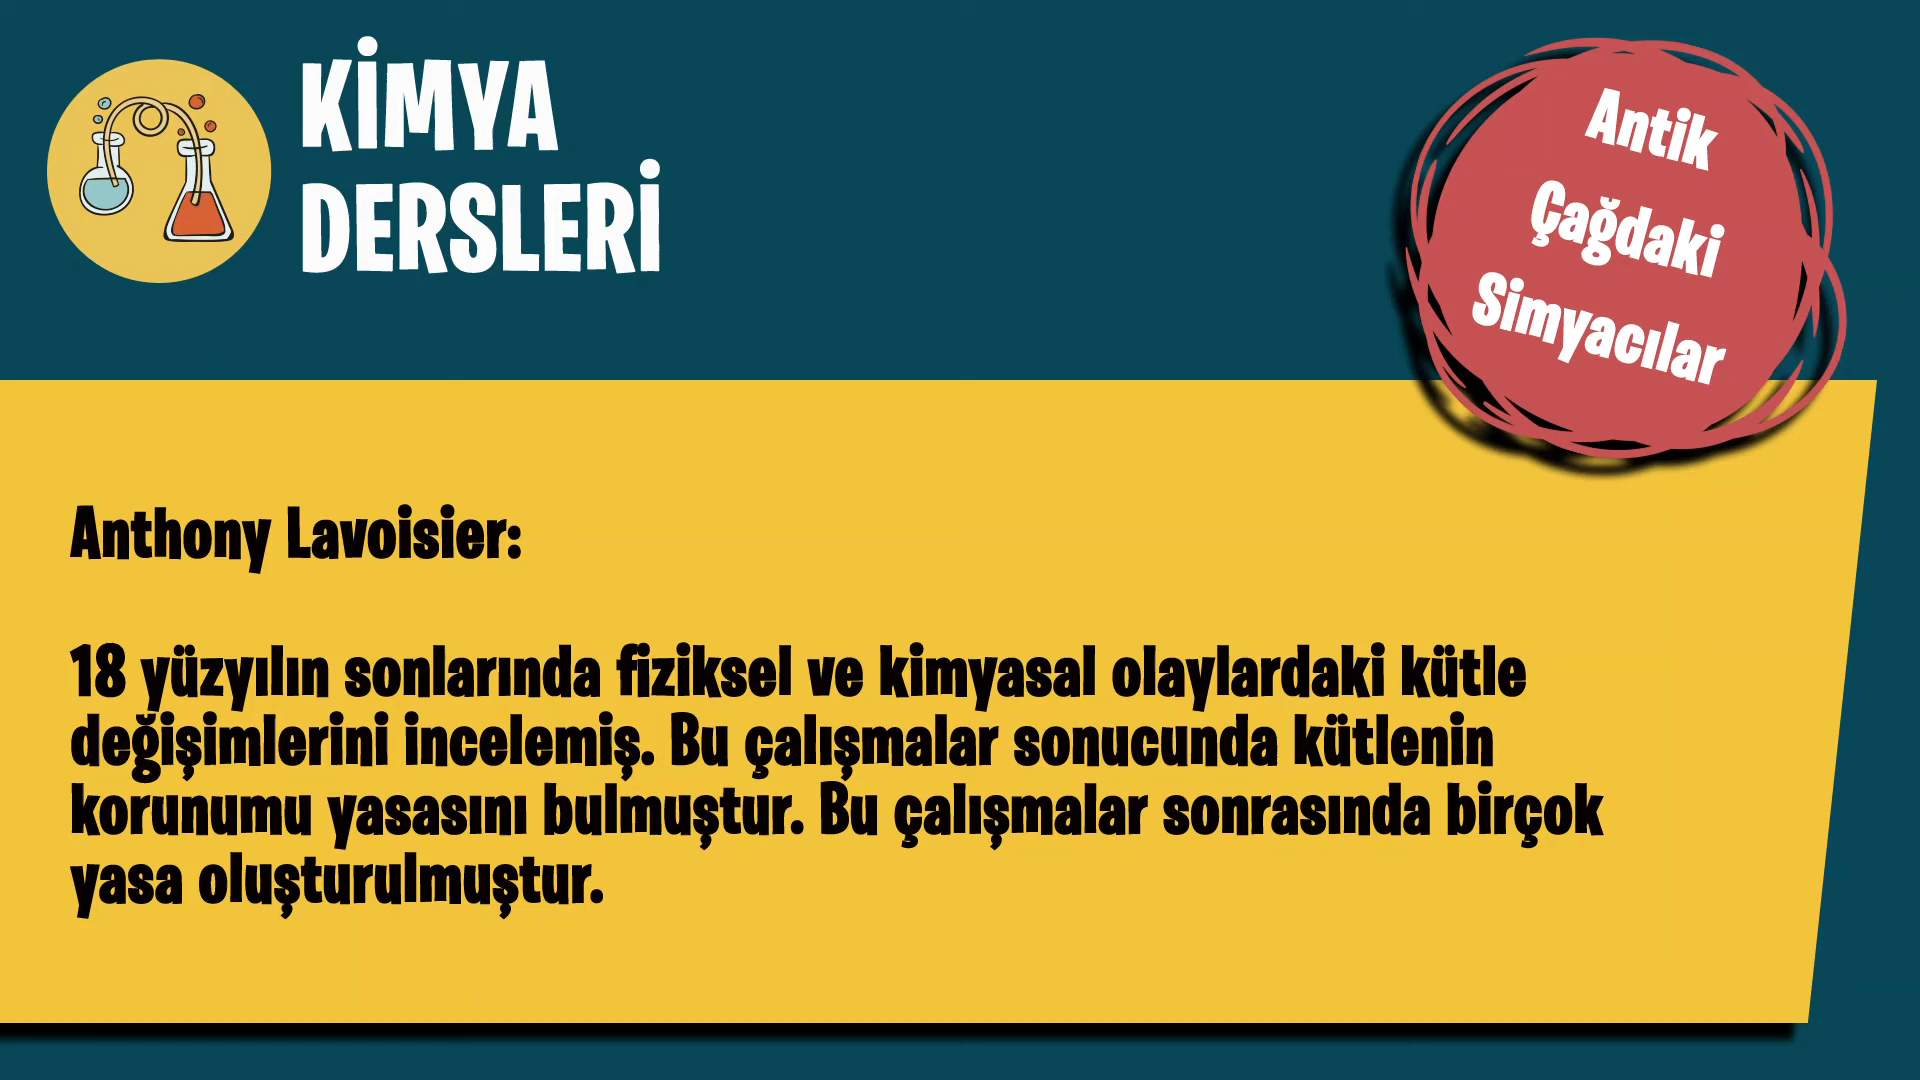 KİMYA
DERSLERİ
Antik
Çağdaki
Simyacılar
Anthony Lavoisier:
18 yüzyılın sonlarında fiziksel ve kimyasal olaylardaki kütle
değişimlerini incelemiş. Bu çalışmalar sonucunda kütlenin
korunumu yasasını bulmuştur. Bu çalışmalar sonrasında birçok
yasa oluşturulmuştur.